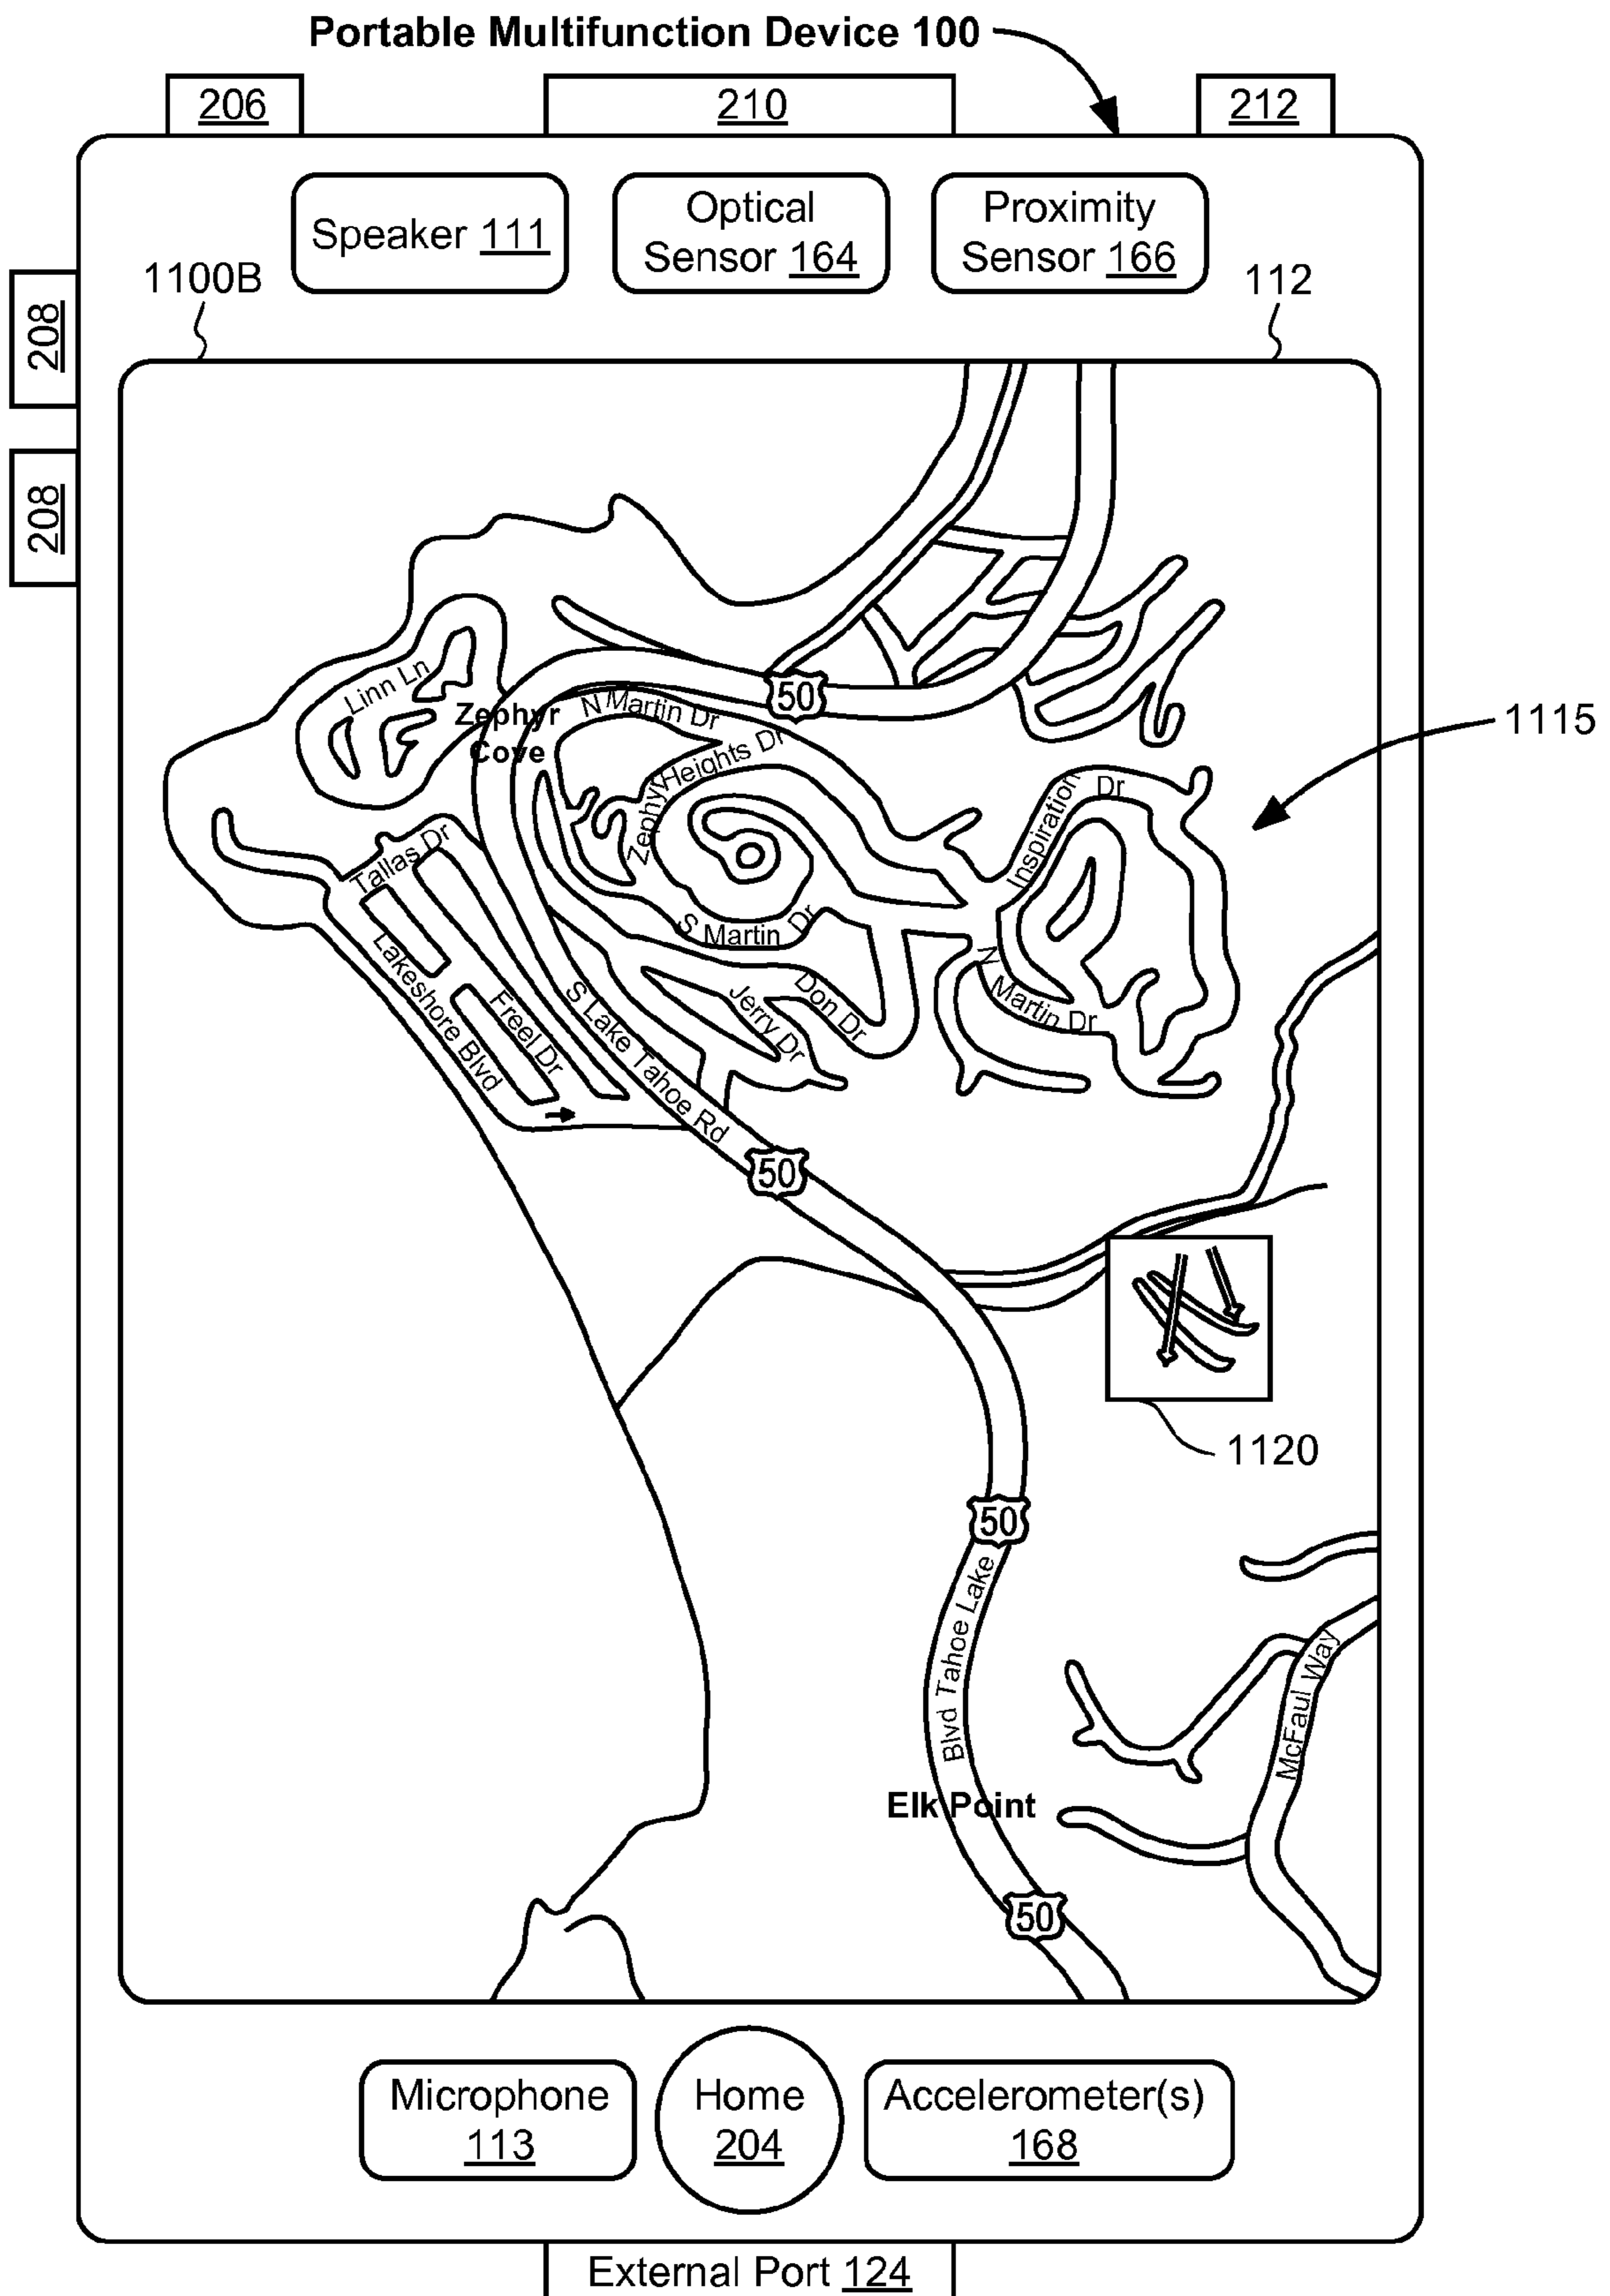 Portable Multifunction Device 100
206
210
212
Speaker 111
Optical
Sensor 164
Proximity
Sensor 166
1100B
112
208
208
50
Linn Ln
Zephyr
Cove
N Martin Dr
1115
Zephyr Heights Dr
Inspiration Dr
Tallas Dr
S Martin Dr
Lakeshore Blvd
Freel Dr
S Lake Tahoe Rd
Jerry Dr
Don Dr
N Martin Dr
50
1120
50
Blvd Tahoe Lake
McFaul Way
Elk Point
50
Microphone
113
Home
204
Accelerometer(s)
168
External Port 124